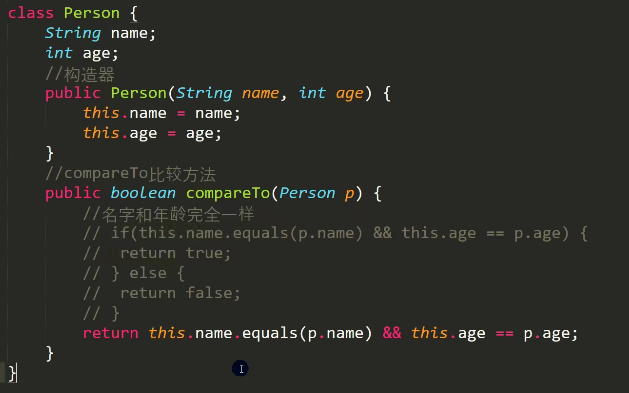 class Person {
    String name;
    int age;
    //构造器
    public Person(String name, int age) {
        this.name = name;
        this.age = age;
    }
    //compareTo比较方法
    public boolean compareTo(Person p) {
        //名字和年龄完全一样
        // if(this.name.equals(p.name) && this.age == p.age) {
        //  return true;
        // } else {
        //  return false;
        // }
        return this.name.equals(p.name) && this.age == p.age;
    }
}